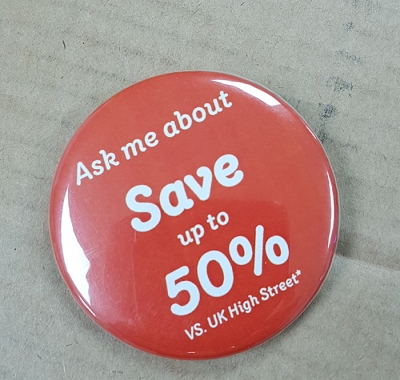 Ask me about
Save
up to
50%
VS. UK High Street*